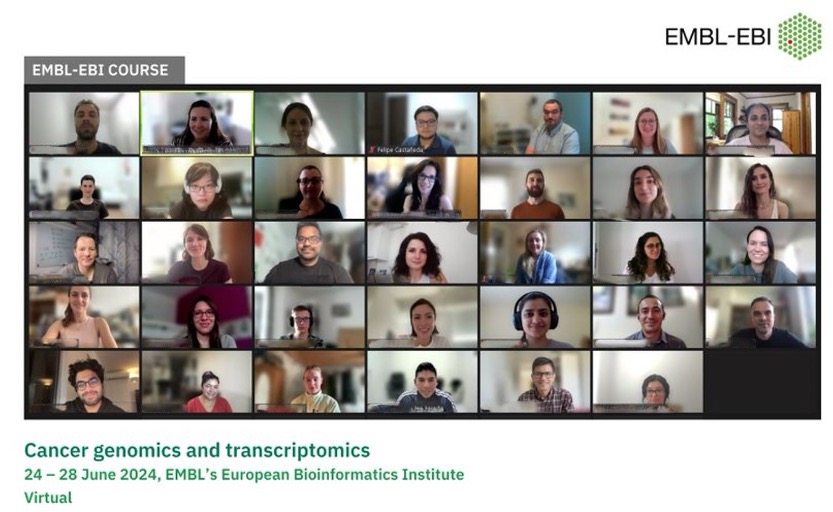 EMBL-EBI
EMBL-EBI COURSE
Felipe Castañeda
Cancer genomics and transcriptomics
24 – 28 June 2024, EMBL's European Bioinformatics Institute
Virtual